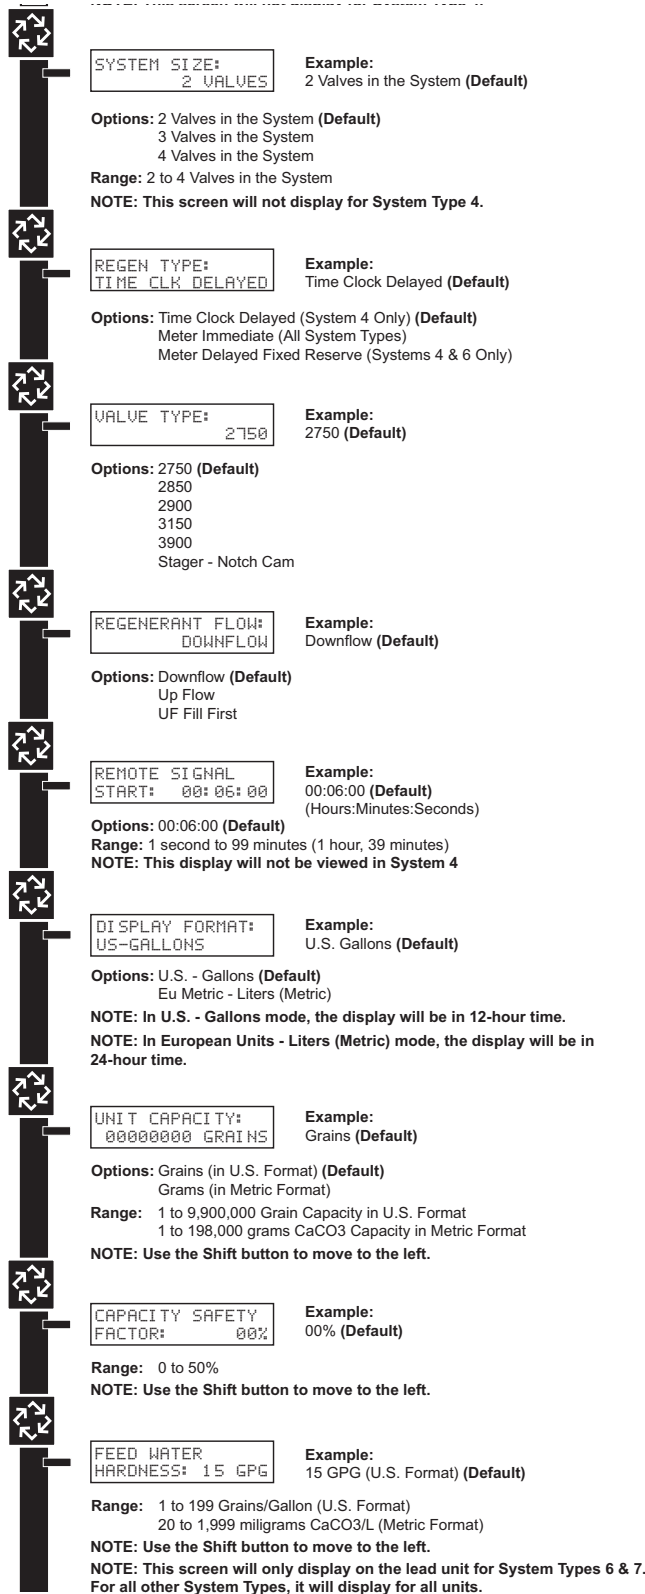 SYSTEM SIZE:
2 VALVES
Example:
2 Valves in the System (Default)
Options: 2 Valves in the System (Default)
3 Valves in the System
4 Valves in the System
Range: 2 to 4 Valves in the System
NOTE: This screen will not display for System Type 4.
REGEN TYPE:
TIME CLK DELAYED
Example:
Time Clock Delayed (Default)
Options: Time Clock Delayed (System 4 Only) (Default)
Meter Immediate (All System Types)
Meter Delayed Fixed Reserve (Systems 4 & 6 Only)
VALVE TYPE:
2750
Example:
2750 (Default)
Options: 2750 (Default)
2850
2900
3150
3900
Stager - Notch Cam
REGENERANT FLOW:
DOWNFLOW
Example:
Downflow (Default)
Options: Downflow (Default)
Up Flow
UF Fill First
REMOTE SIGNAL
START: 00:06:00
Example:
00:06:00 (Default)
(Hours:Minutes:Seconds)
Options: 00:06:00 (Default)
Range: 1 second to 99 minutes (1 hour, 39 minutes)
NOTE: This display will not be viewed in System 4
DISPLAY FORMAT:
US-GALLONS
Example:
U.S. Gallons (Default)
Options: U.S. - Gallons (Default)
Eu Metric - Liters (Metric)
NOTE: In U.S. - Gallons mode, the display will be in 12-hour time.
NOTE: In European Units - Liters (Metric) mode, the display will be in
24-hour time.
UNIT CAPACITY:
00000000 GRAINS
Example:
Grains (Default)
Options: Grains (in U.S. Format) (Default)
Grams (in Metric Format)
Range: 1 to 9,900,000 Grain Capacity in U.S. Format
1 to 198,000 grams CaCO3 Capacity in Metric Format
NOTE: Use the Shift button to move to the left.
CAPACITY SAFETY
FACTOR: 00%
Example:
00% (Default)
Range: 0 to 50%
NOTE: Use the Shift button to move to the left.
FEED WATER
HARDNESS: 15 GPG
Example:
15 GPG (U.S. Format) (Default)
Range: 1 to 199 Grains/Gallon (U.S. Format)
20 to 1,999 miligrams CaCO3/L (Metric Format)
NOTE: Use the Shift button to move to the left.
NOTE: This screen will only display on the lead unit for System Types 6 & 7.
For all other System Types, it will display for all units.